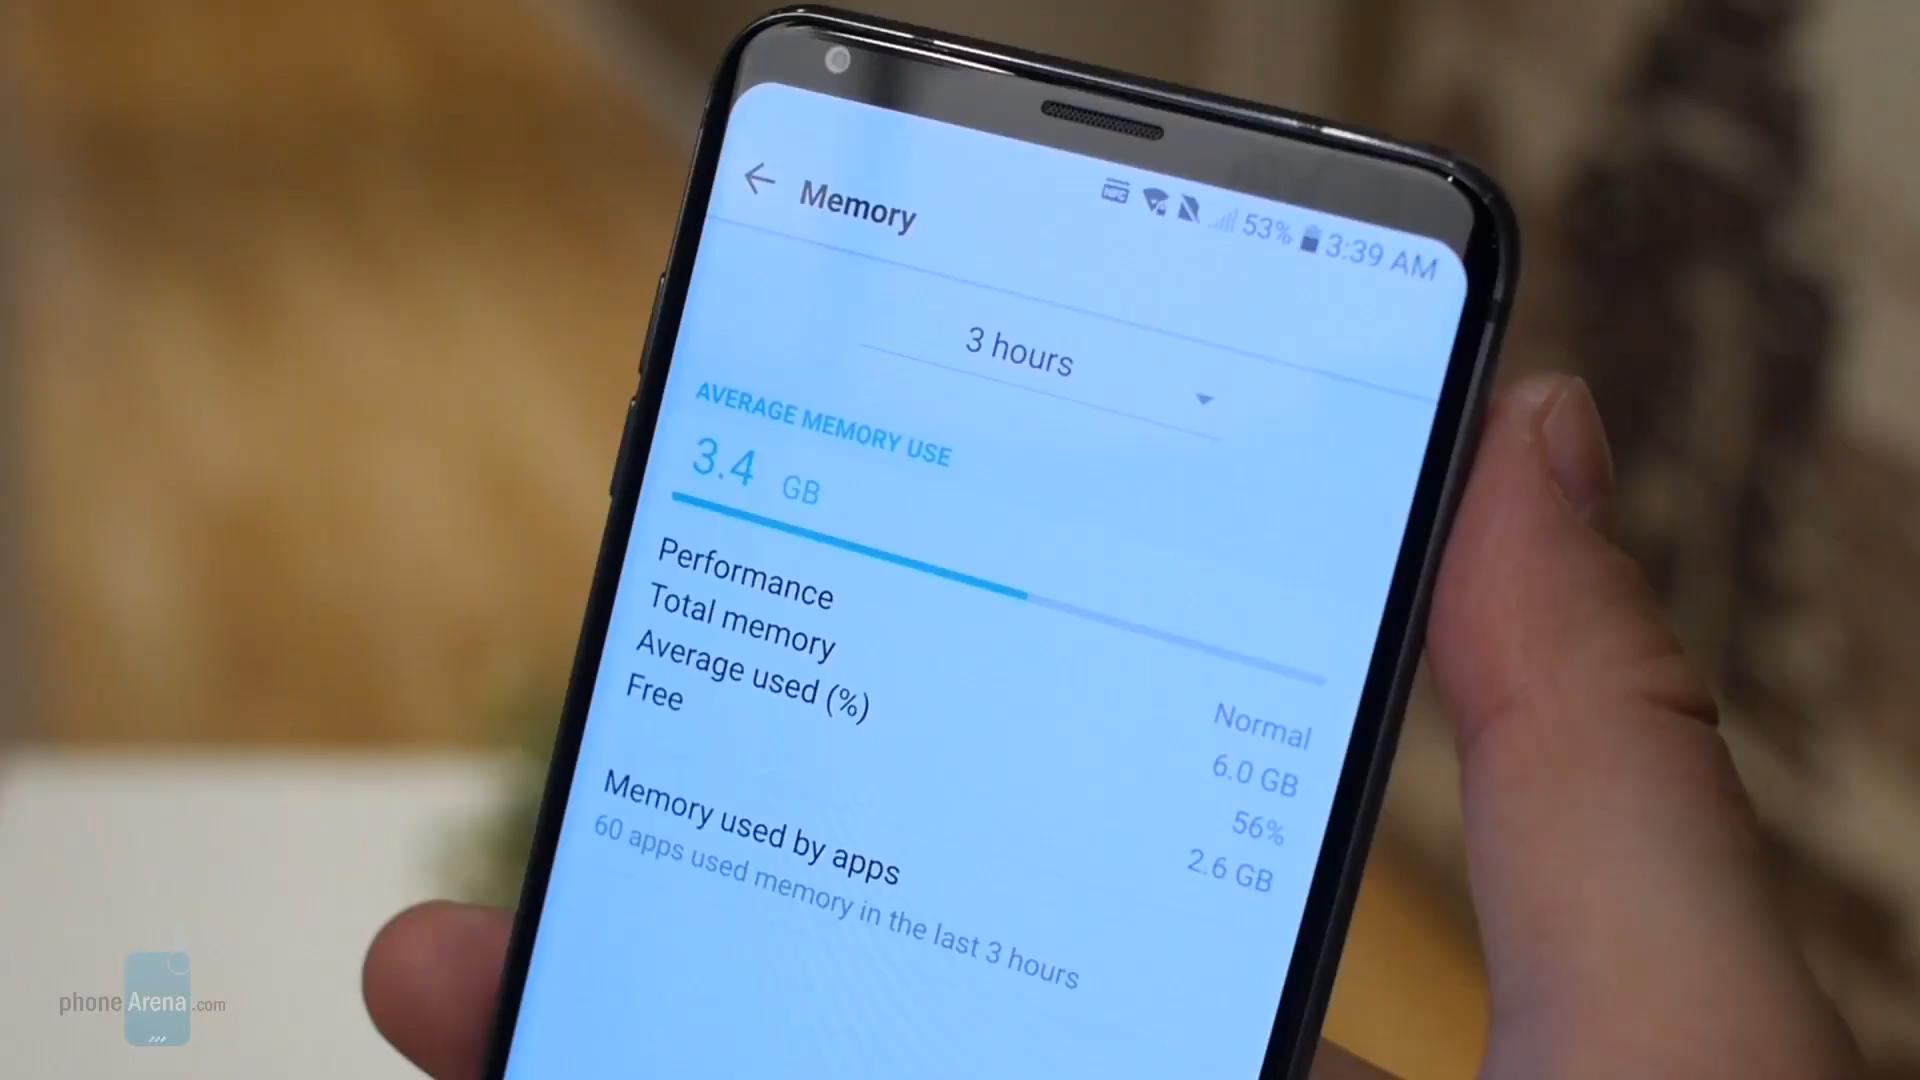 NFC
53% 3:39 AM
Memory
3 hours
AVERAGE MEMORY USE
3.4 GB
Performance Normal
Total memory 6.0 GB
Average used (%) 56%
Free 2.6 GB
Memory used by apps
60 apps used memory in the last 3 hours
phoneArena.com